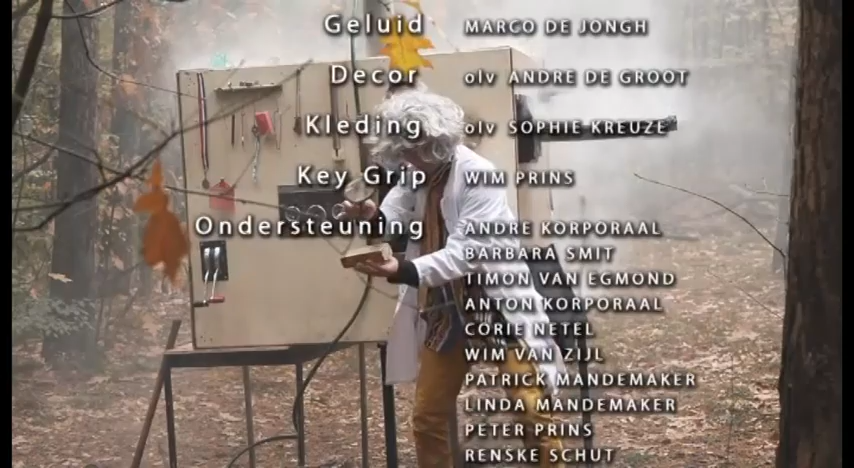 Geluid MARCO DE JONGH
Decor olv ANDRE DE GROOT
Kleding olv SOPHIE KREUZE
Key Grip WIM PRINS
Ondersteuning ANDRE KORPORAAL
BARBARA SMIT
TIMON VAN EGMOND
ANTON KORPORAAL
CORIE NETEL
WIM VAN ZIJL
PATRICK MANDEMAKER
LINDA MANDEMAKER
PETER PRINS
RENSKE SCHUT